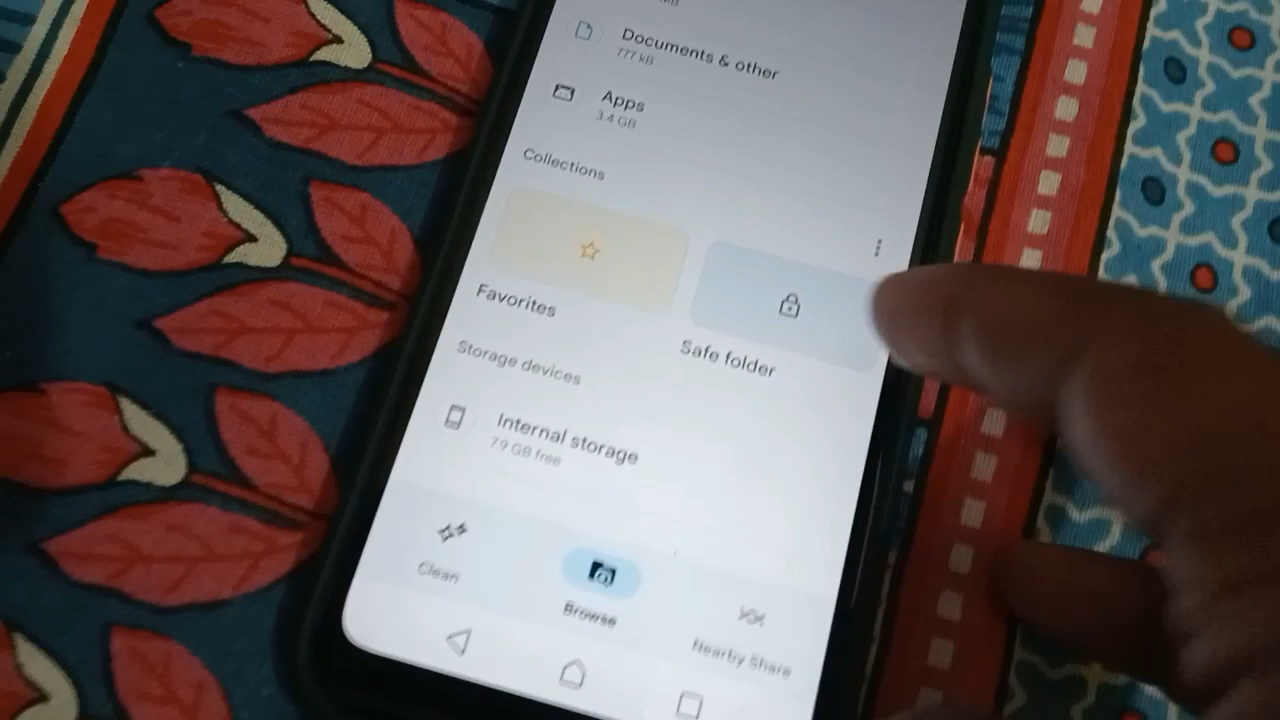 MB
Documents & other
777 kB
Apps
3.4 GB
Collections
Favorites
Safe folder
Storage devices
Internal storage
7.9 GB free
Clean
Browse
Nearby Share